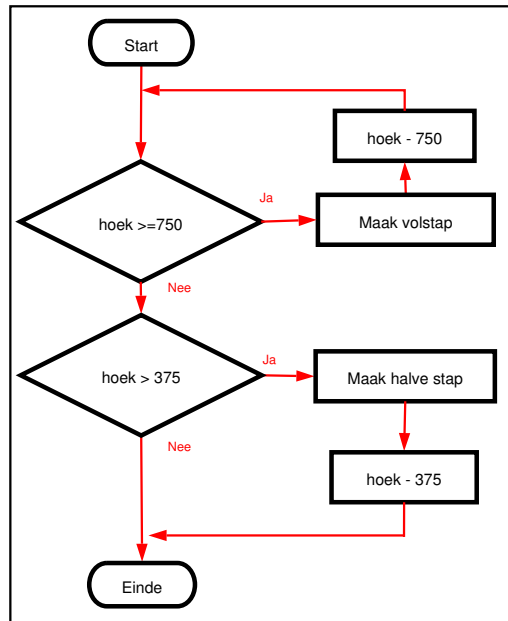 Start
hoek - 750
hoek >=750
Ja
Maak volstap
Nee
hoek > 375
Ja
Maak halve stap
Nee
hoek - 375
Einde